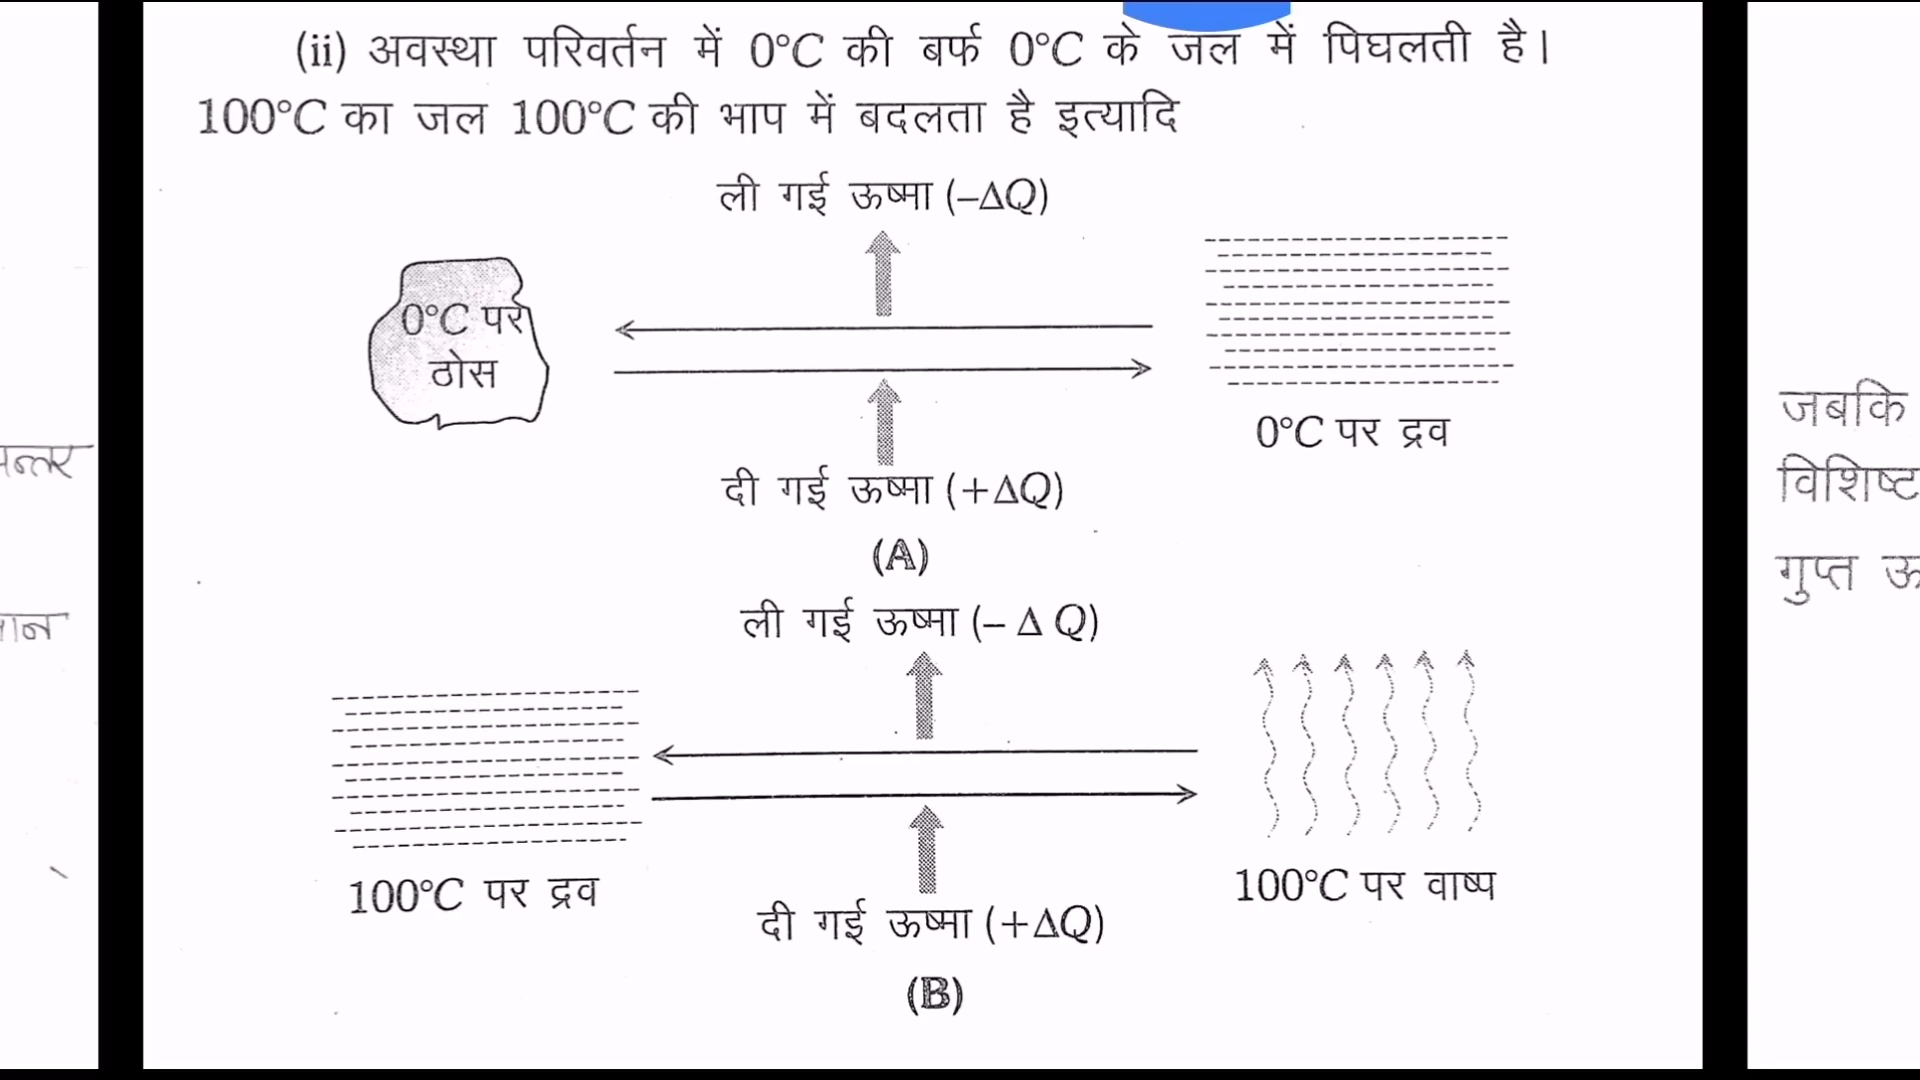 (ii) अवस्था परिवर्तन में 0°C की बर्फ 0°C के जल में पिघलती है।
100°C का जल 100°C की भाप में बदलता है इत्यादि
ली गई ऊष्मा (–ΔQ)
0°C पर
ठोस
0°C पर द्रव
दी गई ऊष्मा (+ΔQ)
(A)
ली गई ऊष्मा (– Δ Q)
100°C पर द्रव
100°C पर वाष्प
दी गई ऊष्मा (+ΔQ)
(B)
जबकि
विशिष्ट
गुप्त